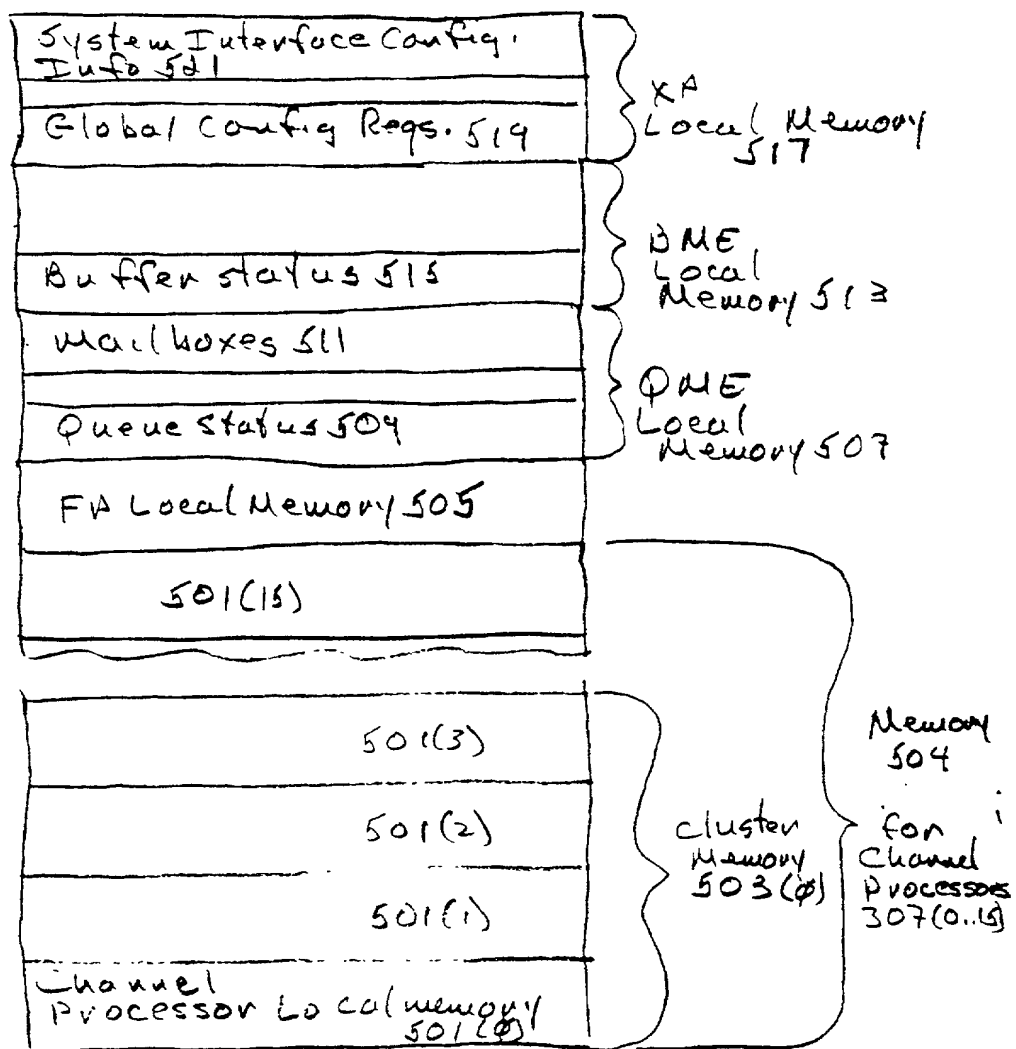 System Interface Config.
Info 521
Global Config Regs. 519
XP
Local Memory
517
Buffer status 515
BME
Local
Memory 513
Mailboxes 511
Queue Status 509
QME
Local
Memory 507
FP Local Memory 505
501(15)
501(3)
501(2)
501(1)
Channel
Processor Local memory
501(0)
cluster
Memory
503(0)
Memory
504
for
Channel
Processors
307(0..15)